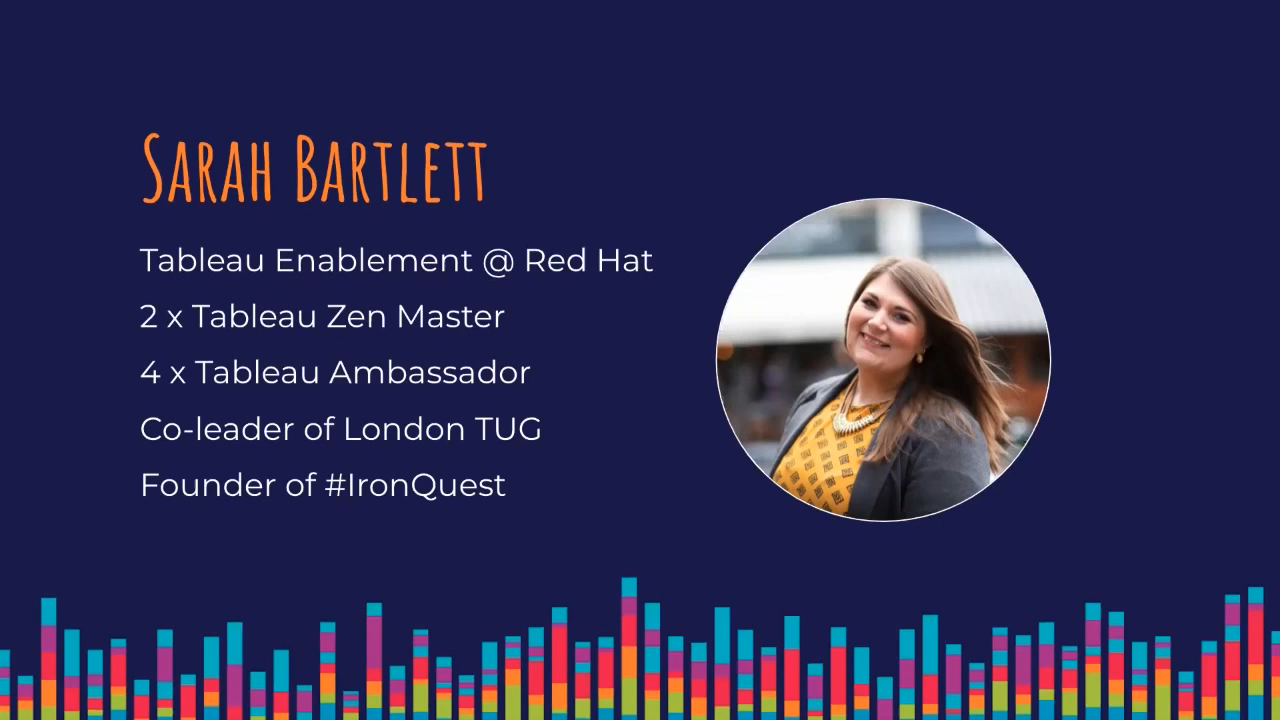 Sarah Bartlett
Tableau Enablement @ Red Hat
2 x Tableau Zen Master
4 x Tableau Ambassador
Co-leader of London TUG
Founder of #IronQuest